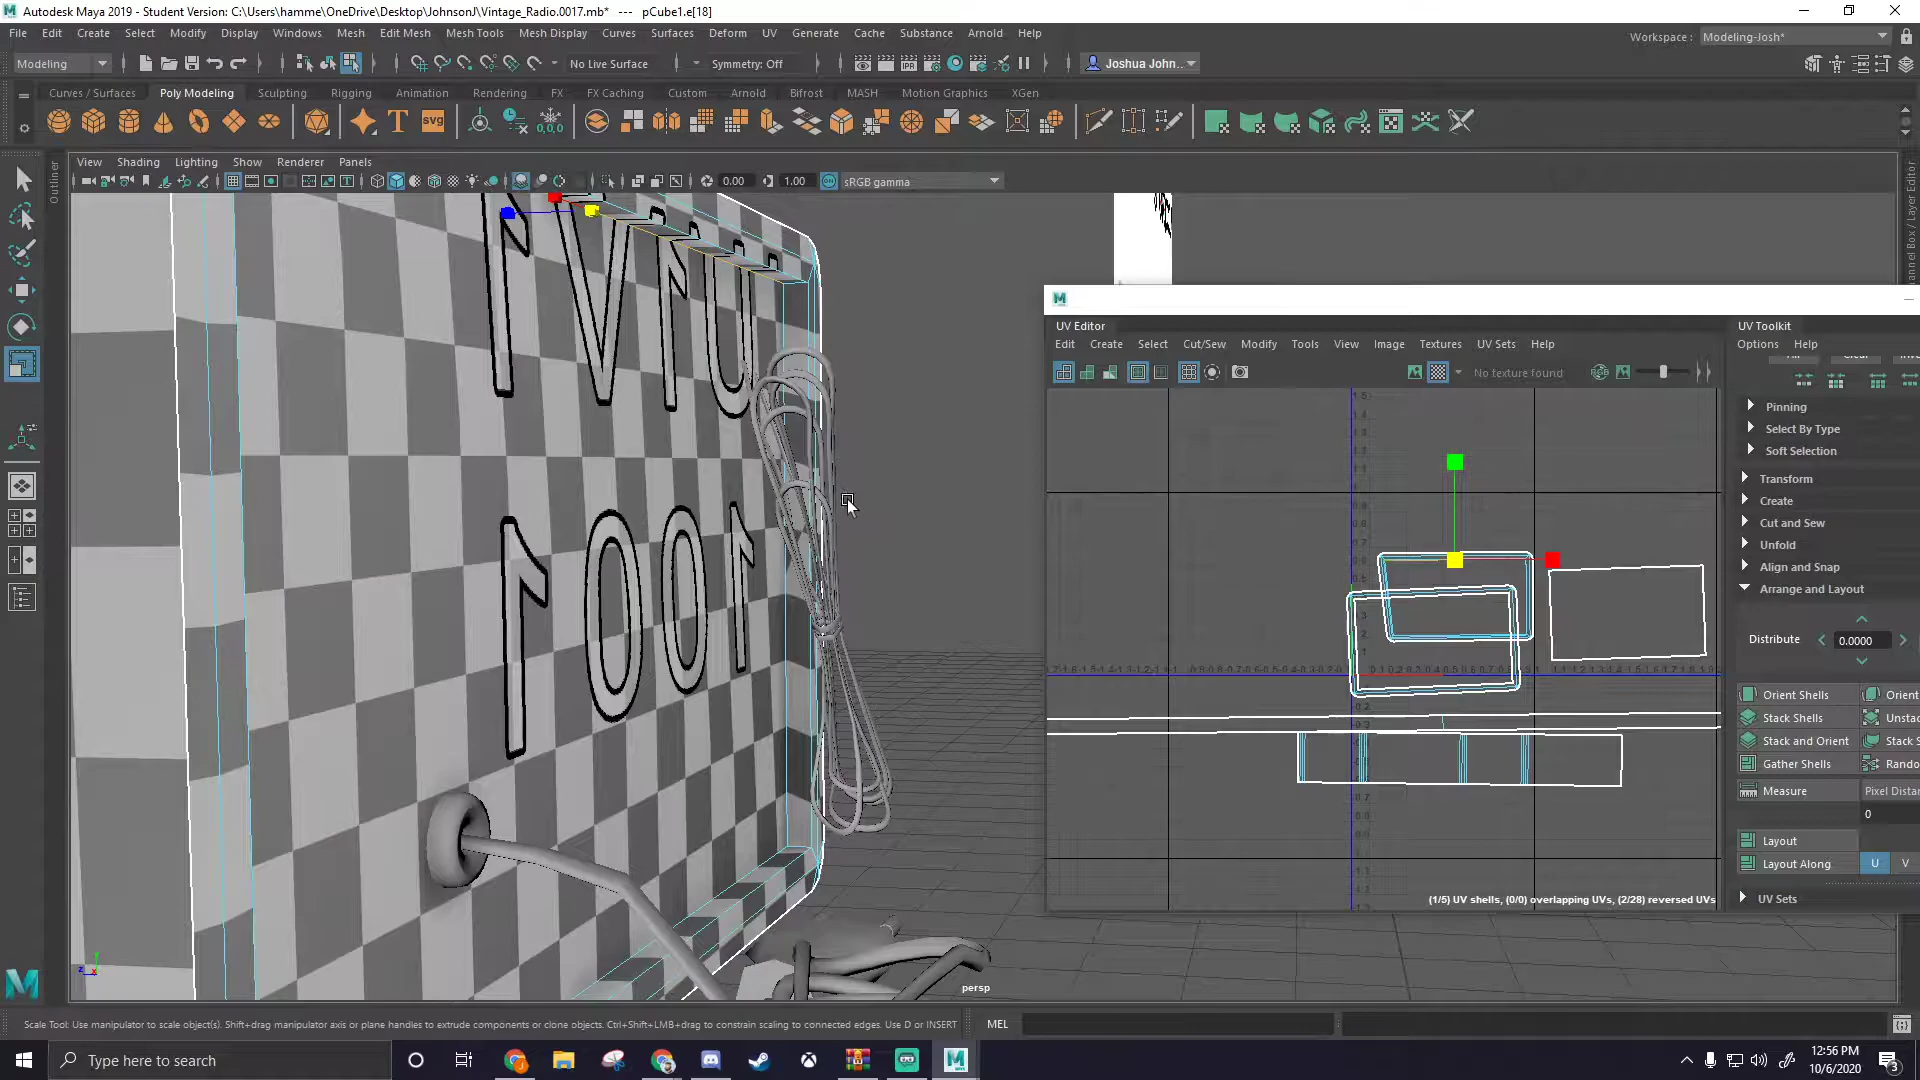 Autodesk Maya 2019 - Student Version: C:\Users\hamme\OneDrive\Desktop\JohnsonJ\Vintage_Radio.0017.mb* --- pCube1.e[18]
File Edit Create Select Modify Display Windows Mesh Edit Mesh Mesh Tools Mesh Display Curves Surfaces Deform UV Generate Cache Substance Arnold Help
Workspace : Modeling-Josh*
Modeling No Live Surface Symmetry: Off Joshua John...
Curves / Surfaces Poly Modeling Sculpting Rigging Animation Rendering FX FX Caching Custom Arnold Bifrost MASH Motion Graphics XGen
T svg 0,0,0
Outliner
View Shading Lighting Show Renderer Panels
0.00 1.00 sRGB gamma
UV Editor UV Toolkit
Edit Create Select Cut/Sew Modify Tools View Image Textures UV Sets Help
Options Help
No texture found
Pinning
Select By Type
Soft Selection
Transform
Create
Cut and Sew
Unfold
Align and Snap
Arrange and Layout
Distribute 0.0000
Orient Shells Orient
Stack Shells
Stack and Orient
Gather Shells
Measure Pixel Distan
0
Layout
Layout Along U V
UV Sets
(1/5) UV shells, (0/0) overlapping UVs, (2/28) reversed UVs
persp
Scale Tool: Use manipulator to scale object(s). Shift+drag manipulator axis or plane handles to extrude components or clone objects. Ctrl+Shift+LMB+drag to constrain scaling to connected edges. Use D or INSERT
MEL
Type here to search
12:56 PM
10/6/2020
3